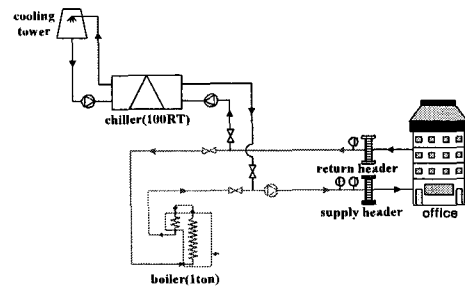 cooling
tower
chiller(100RT)
return header
supply header
office
boiler(1ton)